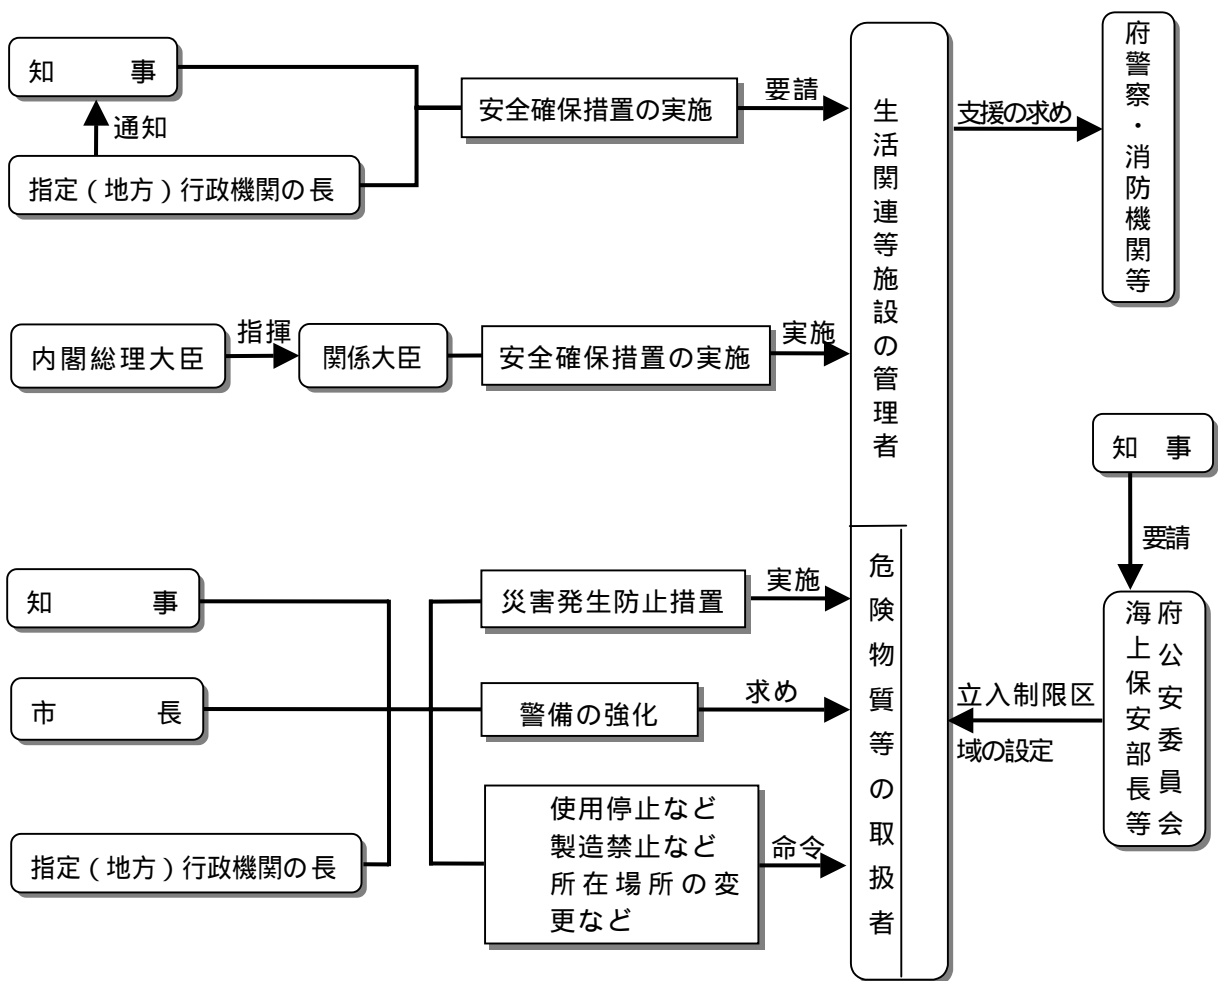 知　　　事
通知
指定（地方）行政機関の長
安全確保措置の実施
要請
内閣総理大臣
指揮
関係大臣
安全確保措置の実施
実施
知　　　事
市　　　長
指定（地方）行政機関の長
災害発生防止措置
実施
警備の強化
求め
使用停止など
製造禁止など
所在場所の変
更など
命令
生活関連等施設の管理者
危険物質等の取扱者
支援の求め
府警察・消防機関等
知　事
要請
府公安委員会
海上保安部長等
立入制限区
域の設定